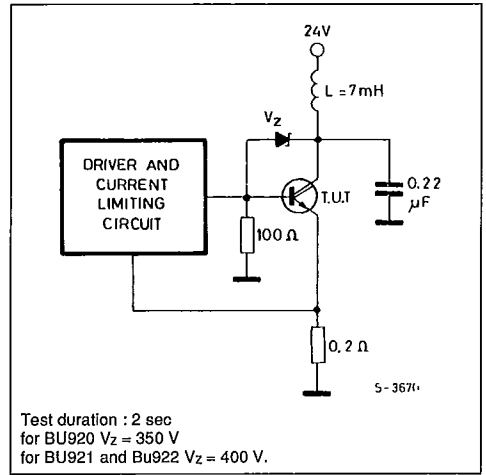 24V
L = 7mH
Vz
DRIVER AND
CURRENT
LIMITING
CIRCUIT
T.U.T
0.22
µF
100 Ω
0,2 Ω
Test duration : 2 sec
for BU920 Vz = 350 V
for BU921 and Bu922 Vz = 400 V.